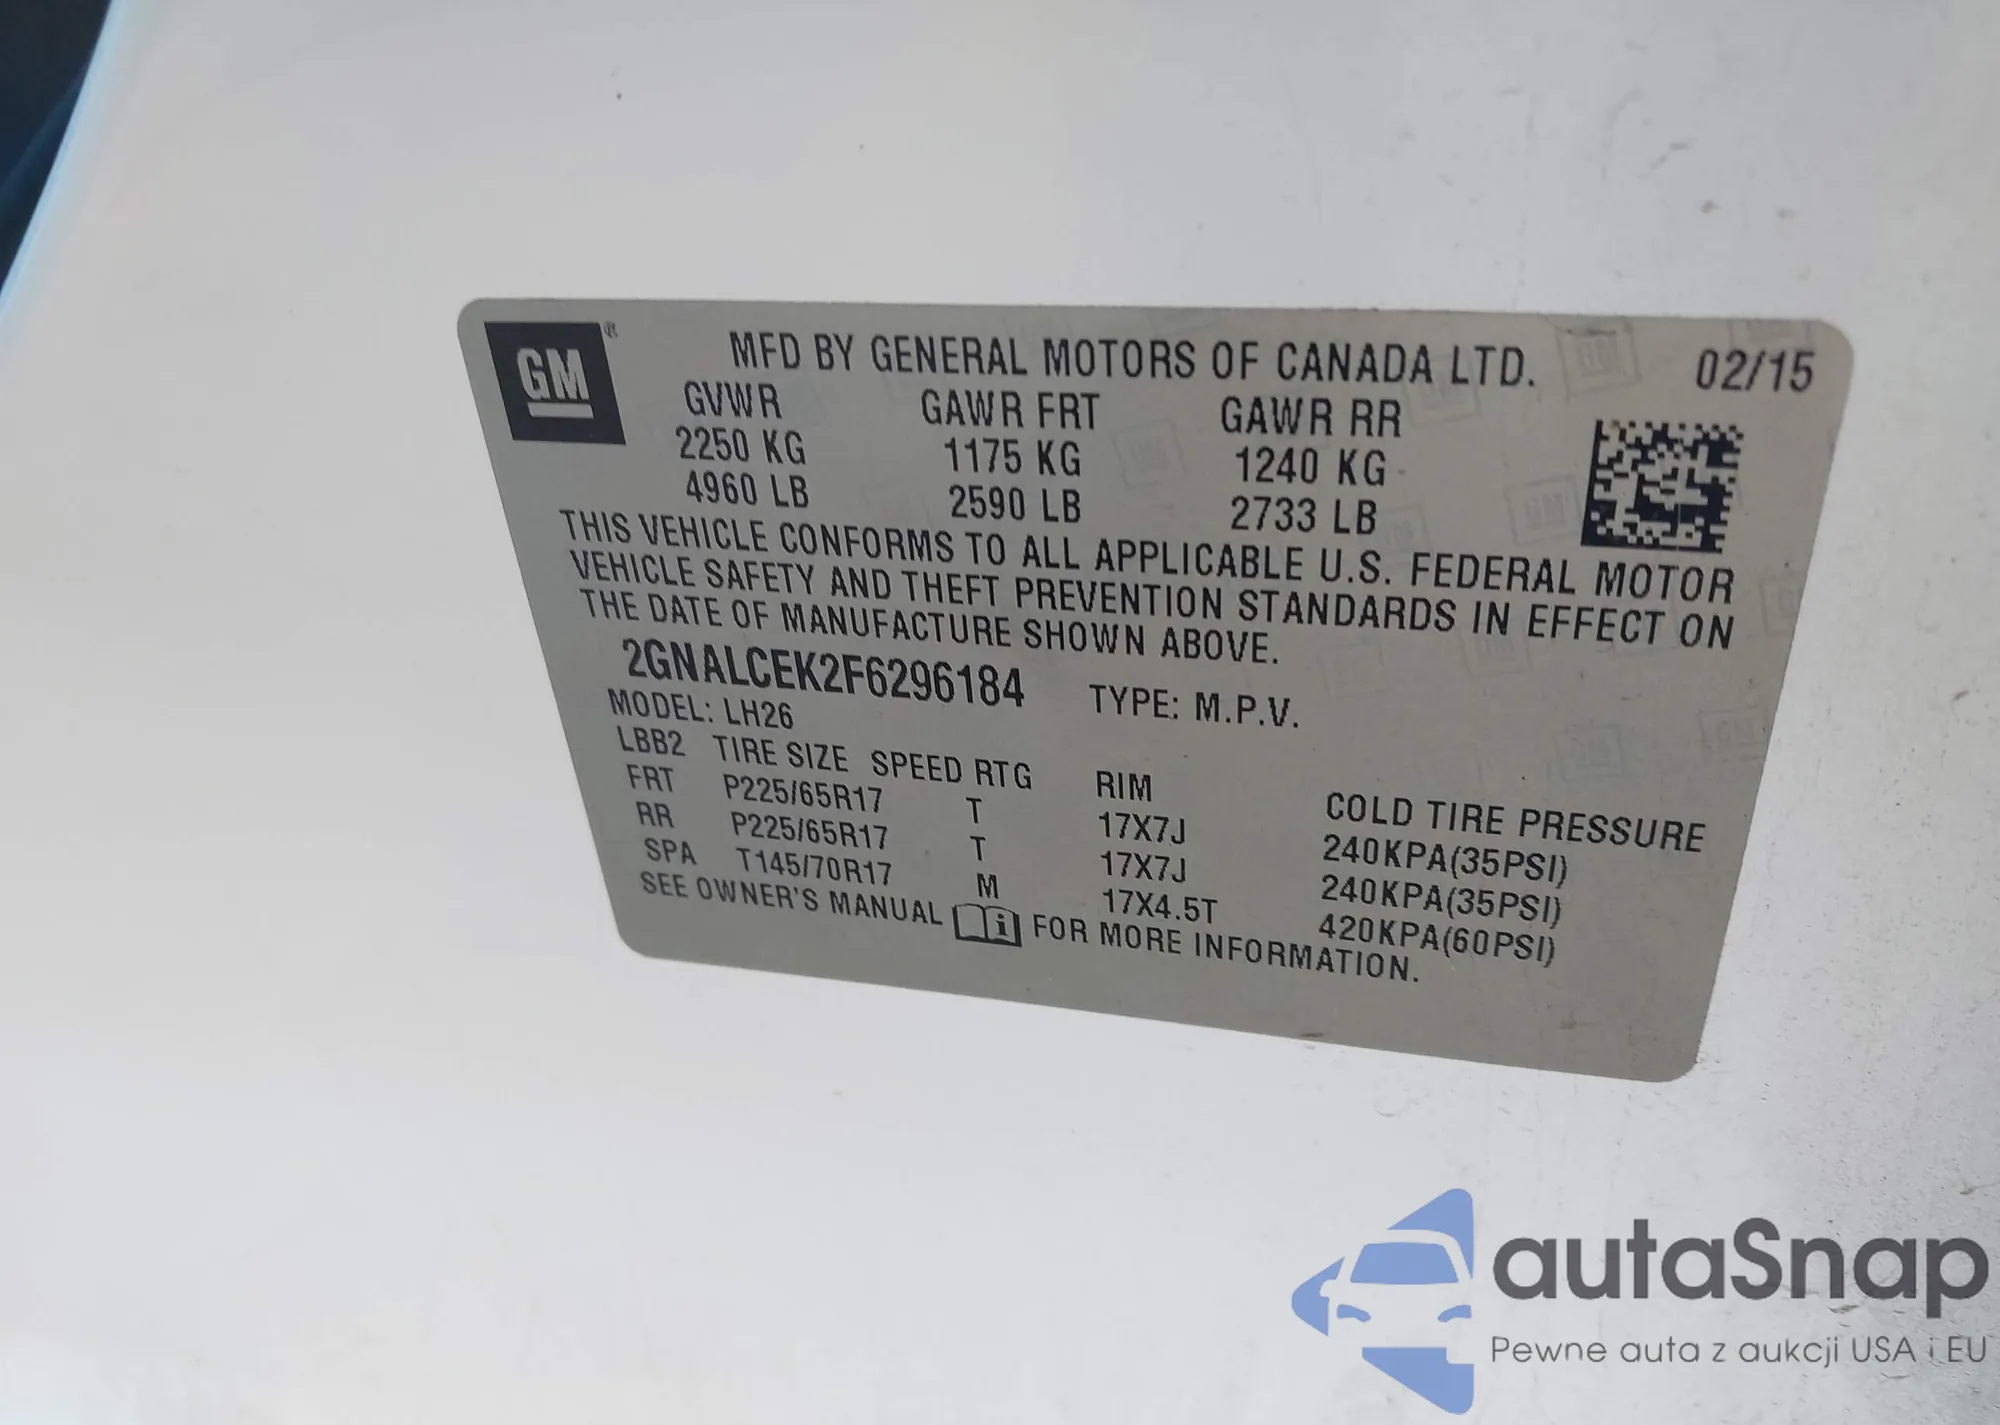 GM ®
MFD BY GENERAL MOTORS OF CANADA LTD. 02/15
GVWR GAWR FRT GAWR RR
2250 KG 1175 KG 1240 KG
4960 LB 2590 LB 2733 LB
THIS VEHICLE CONFORMS TO ALL APPLICABLE U.S. FEDERAL MOTOR
VEHICLE SAFETY AND THEFT PREVENTION STANDARDS IN EFFECT ON
THE DATE OF MANUFACTURE SHOWN ABOVE.
2GNALCEK2F6296184 TYPE: M.P.V.
MODEL: LH26
LBB2 TIRE SIZE SPEED RTG RIM COLD TIRE PRESSURE
FRT P225/65R17 T 17X7J 240KPA(35PSI)
RR P225/65R17 T 17X7J 240KPA(35PSI)
SPA T145/70R17 M 17X4.5T 420KPA(60PSI)
SEE OWNER'S MANUAL i FOR MORE INFORMATION.
autaSnap
Pewne auta z aukcji USA i EU